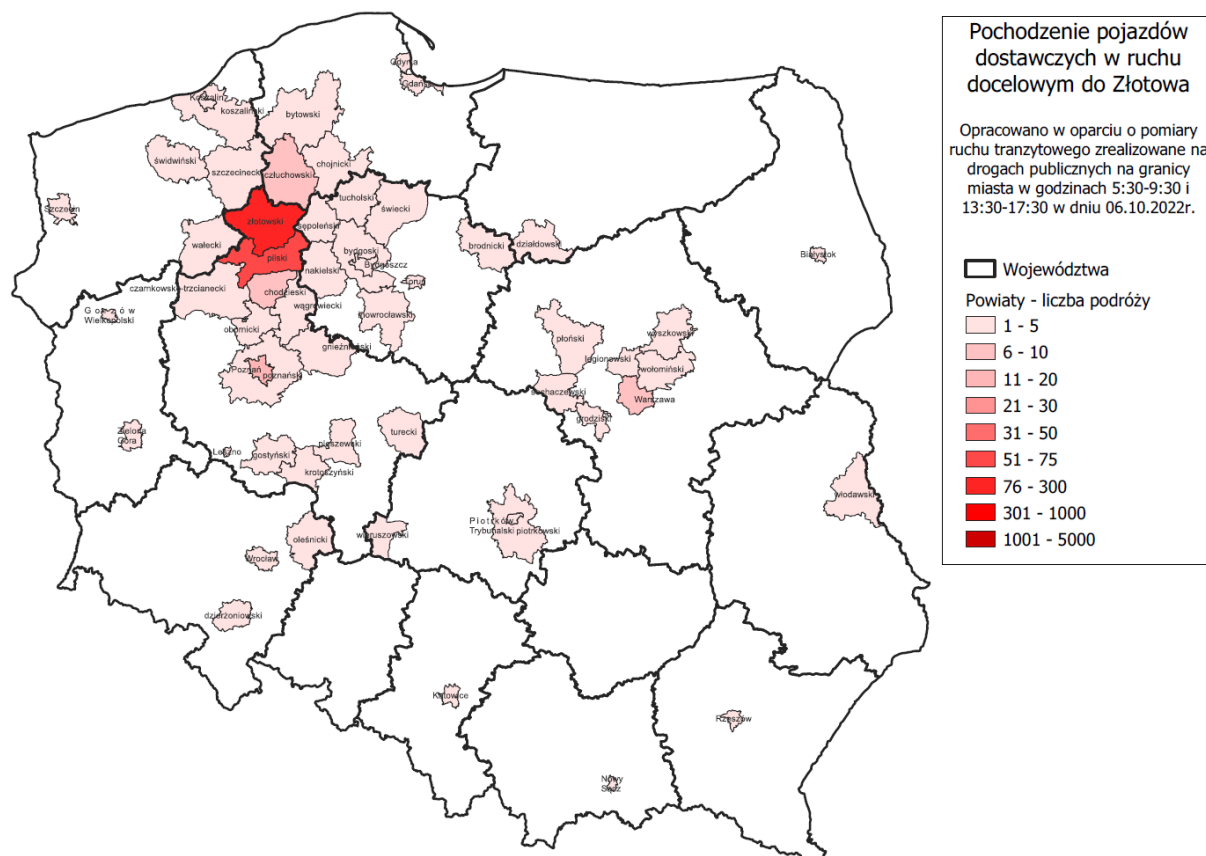 Pochodzenie pojazdów
dostawczych w ruchu
docelowym do Złotowa
Opracowano w oparciu o pomiary
ruchu tranzytowego zrealizowane na
drogach publicznych na granicy
miasta w godzinach 5:30-9:30 i
13:30-17:30 w dniu 06.10.2022r.
Województwa
Powiaty - liczba podróży
1 - 5
6 - 10
11 - 20
21 - 30
31 - 50
51 - 75
76 - 300
301 - 1000
1001 - 5000
Gdynia
Gdańsk
Koszalin
koszaliński
bytowski
świdwiński
szczecinecki
człuchowski
chojnicki
Szczecin
złotowski
sępoleński
tucholski
świecki
wałecki
pilski
nakielski
bydgoski
Bydgoszcz
Toruń
brodnicki
działdowski
Białystok
czarnkowsko-trzcianecki
chodzieski
wągrowiecki
inowrocławski
Gorzów
Wielkopolski
obornicki
gnieźnieński
Poznań
poznański
płoński
wyszkowski
legionowski
wołomiński
sochaczewski
Warszawa
grodziski
Zielona
Góra
Leszno
gostyński
pleszewski
krotoszyński
turecki
włodawski
Piotrków
Trybunalski
piotrkowski
oleśnicki
wieruszowski
Wrocław
dzierżoniowski
Katowice
Rzeszów
Nowy
Sącz